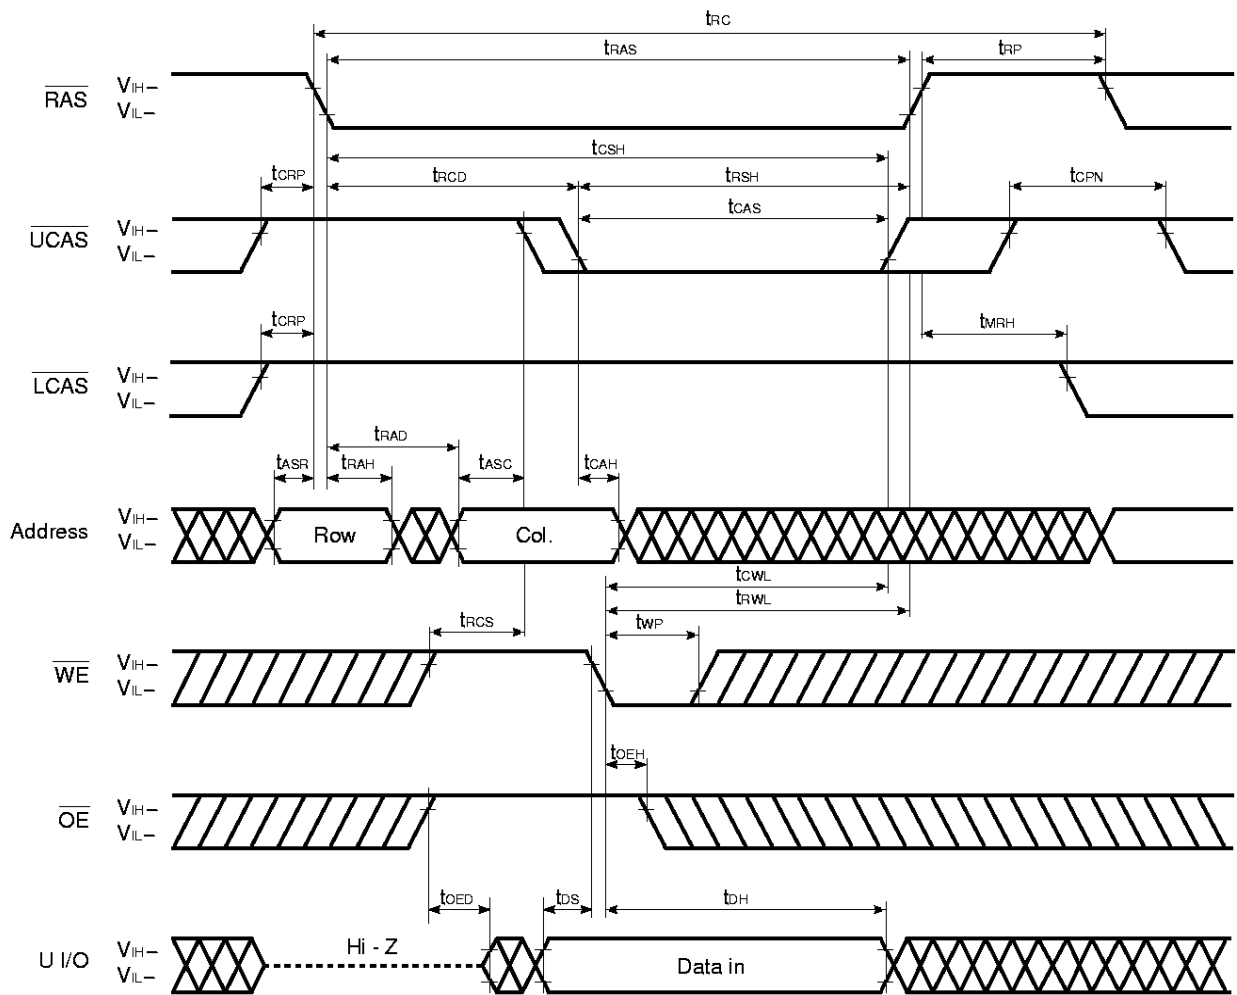 tRC
tRAS
tRP
RAS
VIH–
VIL–
tCSH
tCRP
tRCD
tRSH
tCPN
tCAS
UCAS
VIH–
VIL–
tCRP
tMRH
LCAS
VIH–
VIL–
tRAD
tASR
tRAH
tASC
tCAH
Address
VIH–
VIL–
Row
Col.
tCWL
tRWL
tRCS
tWP
WE
VIH–
VIL–
tOEH
OE
VIH–
VIL–
tOED
tDS
tDH
U I/O
VIH–
VIL–
Hi - Z
Data in